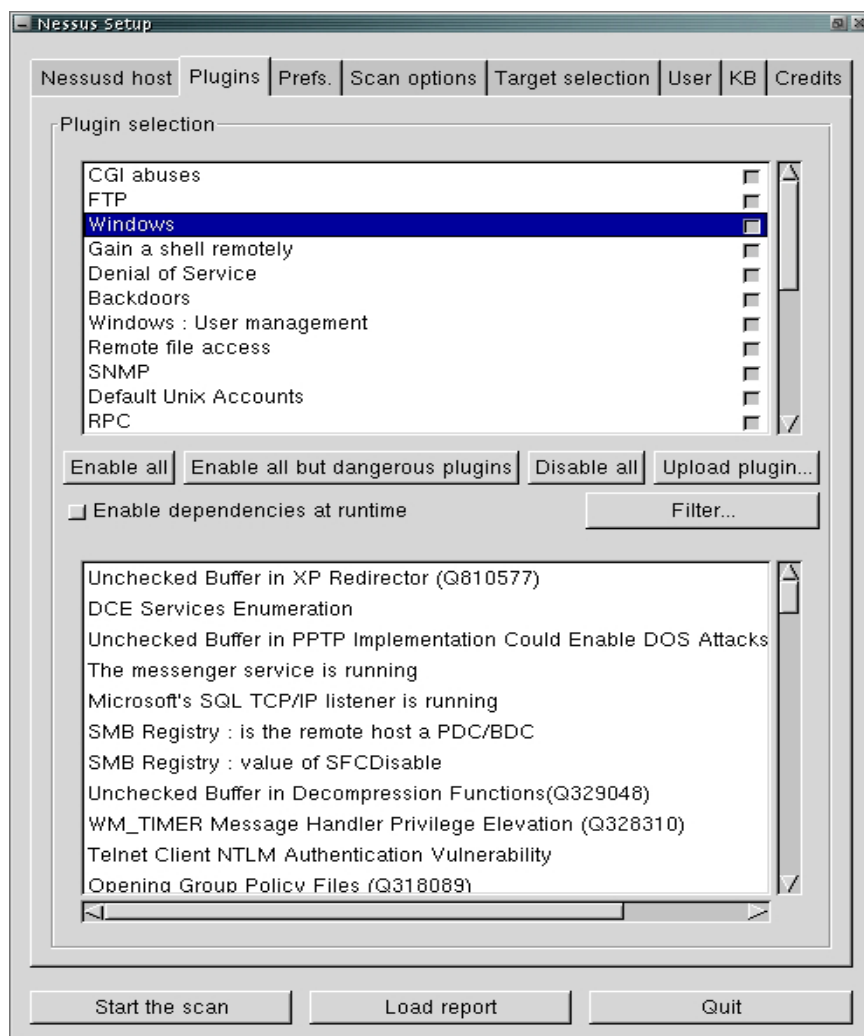 Nessus Setup
Nessusd host Plugins Prefs. Scan options Target selection User KB Credits
Plugin selection
CGI abuses
FTP
Windows
Gain a shell remotely
Denial of Service
Backdoors
Windows : User management
Remote file access
SNMP
Default Unix Accounts
RPC
Enable all Enable all but dangerous plugins Disable all Upload plugin...
Enable dependencies at runtime Filter...
Unchecked Buffer in XP Redirector (Q810577)
DCE Services Enumeration
Unchecked Buffer in PPTP Implementation Could Enable DOS Attacks
The messenger service is running
Microsoft's SQL TCP/IP listener is running
SMB Registry : is the remote host a PDC/BDC
SMB Registry : value of SFCDisable
Unchecked Buffer in Decompression Functions(Q329048)
WM_TIMER Message Handler Privilege Elevation (Q328310)
Telnet Client NTLM Authentication Vulnerability
Opening Group Policy Files (Q318089)
Start the scan Load report Quit